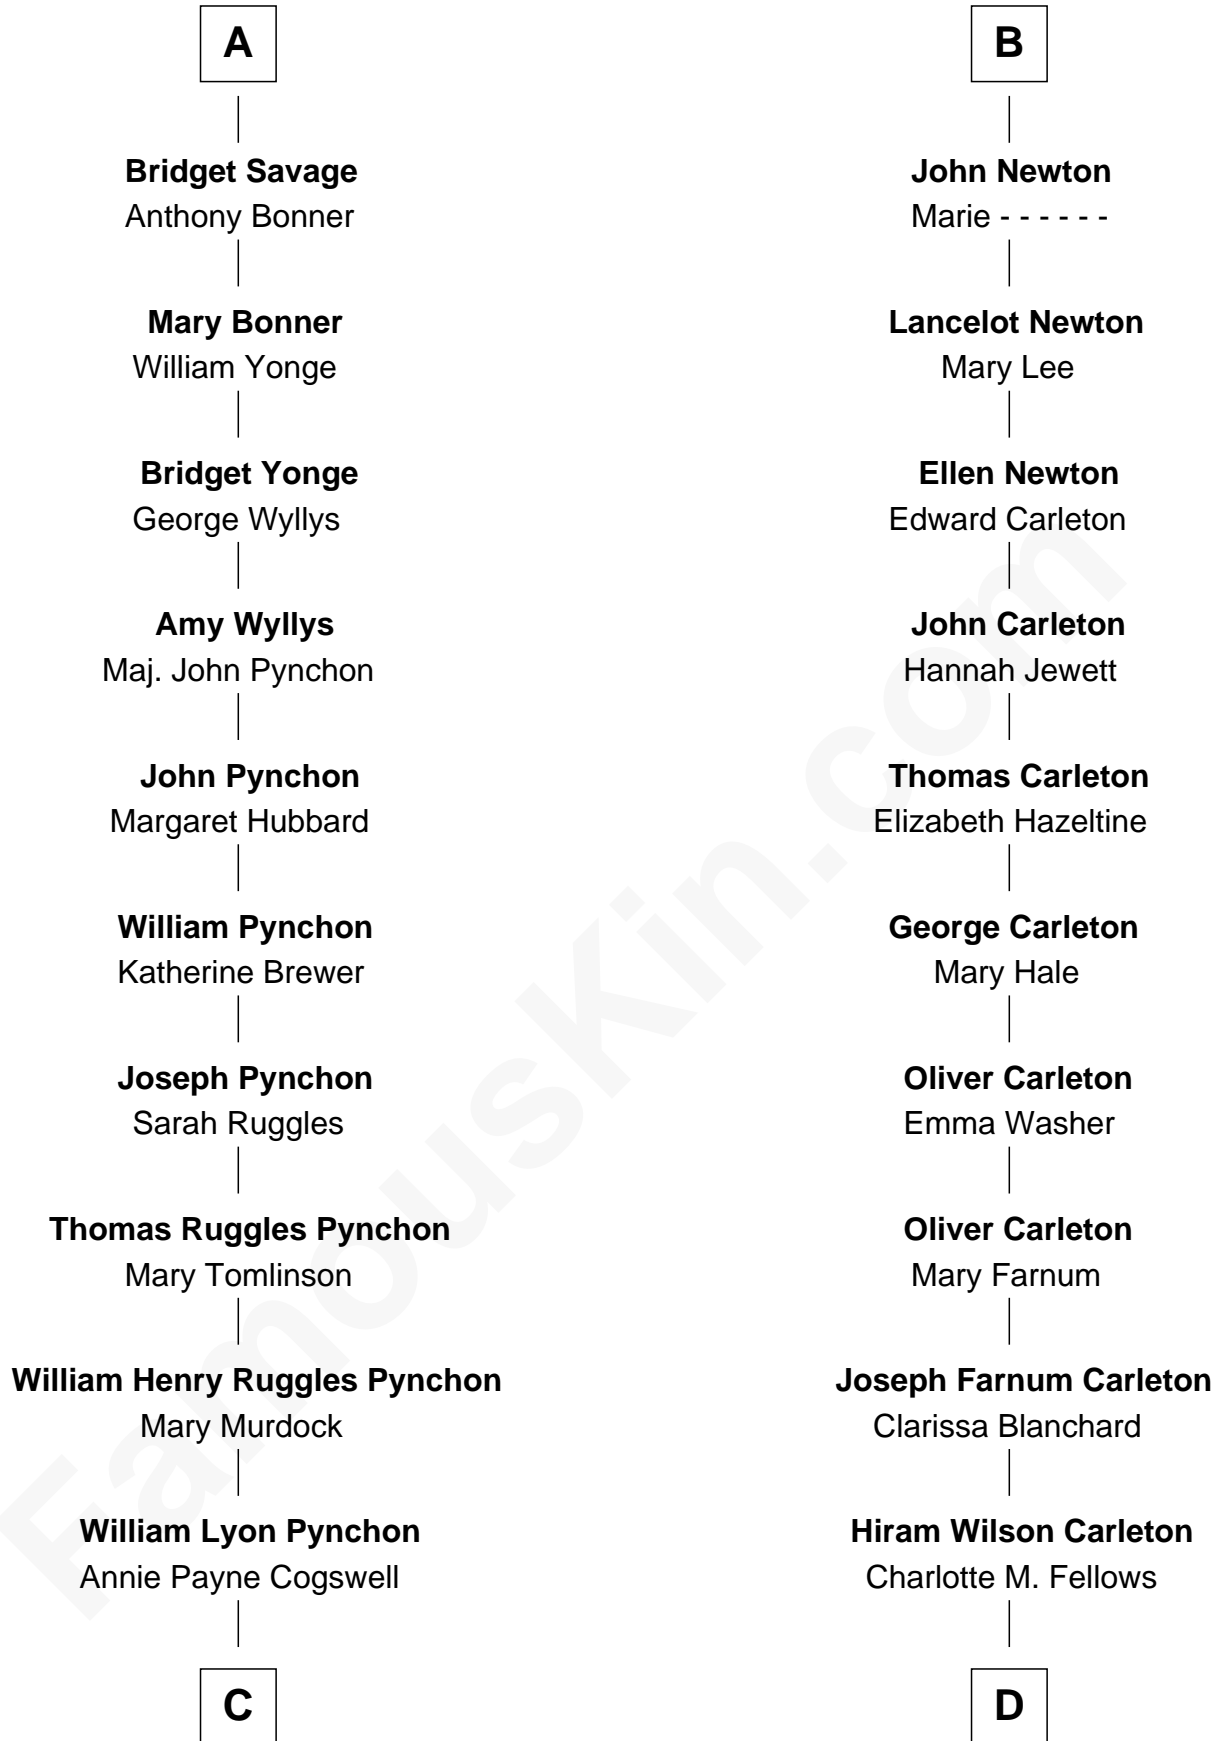 A
Bridget Savage
Anthony Bonner
Mary Bonner
William Yonge
Bridget Yonge
George Wyllys
Amy Wyllys
Maj. John Pynchon
John Pynchon
Margaret Hubbard
William Pynchon
Katherine Brewer
Joseph Pynchon
Sarah Ruggles
Thomas Ruggles Pynchon
Mary Tomlinson
William Henry Ruggles Pynchon
Mary Murdock
William Lyon Pynchon
Annie Payne Cogswell
C
B
John Newton
Marie - - - - - -
Lancelot Newton
Mary Lee
Ellen Newton
Edward Carleton
John Carleton
Hannah Jewett
Thomas Carleton
Elizabeth Hazeltine
George Carleton
Mary Hale
Oliver Carleton
Emma Washer
Oliver Carleton
Mary Farnum
Joseph Farnum Carleton
Clarissa Blanchard
Hiram Wilson Carleton
Charlotte M. Fellows
D
FamousKin.com